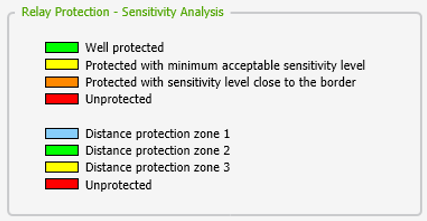 Relay Protection - Sensitivity Analysis
Well protected
Protected with minimum acceptable sensitivity level
Protected with sensitivity level close to the border
Unprotected
Distance protection zone 1
Distance protection zone 2
Distance protection zone 3
Unprotected